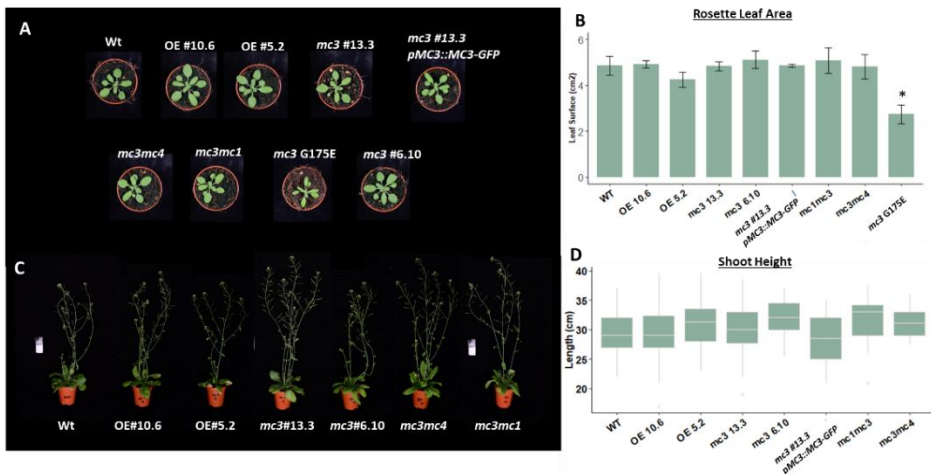 A
Wt
OE #10.6
OE #5.2
mc3 #13.3
mc3 #13.3
pMC3::MC3-GFP
mc3mc4
mc3mc1
mc3 G175E
mc3 #6.10
B
Rosette Leaf Area
Leaf Surface (cm2)
6
4
2
0
*
WT
OE 10.6
OE 5.2
mc3 13.3
mc3 6.10
mc3 #13.3
pMC3::MC3-GFP
mc1mc3
mc3mc4
mc3 G175E
C
Wt
OE#10.6
OE#5.2
mc3#13.3
mc3#6.10
mc3mc4
mc3mc1
D
Shoot Height
Length (cm)
40
35
30
25
20
WT
OE 10.6
OE 5.2
mc3 13.3
mc3 6.10
mc3 #13.3
pMC3::MC3-GFP
mc1mc3
mc3mc4